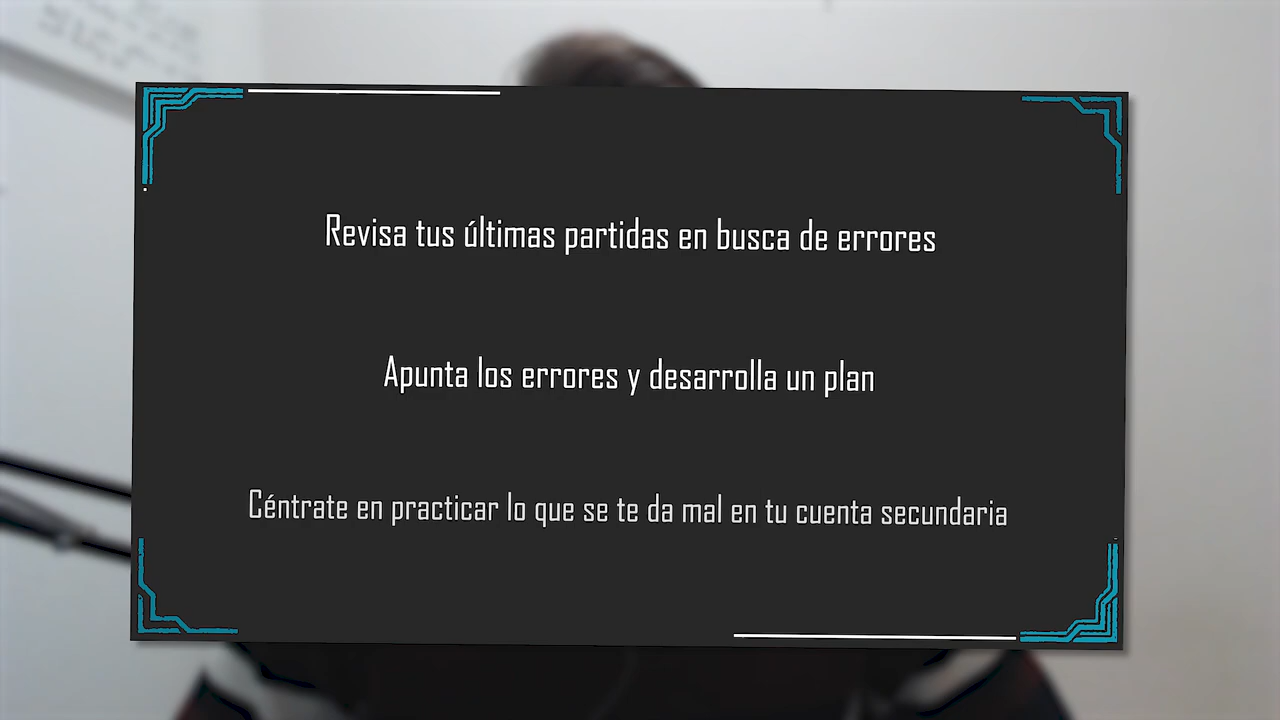 Revisa tus últimas partidas en busca de errores
Apunta los errores y desarrolla un plan
Céntrate en practicar lo que se te da mal en tu cuenta secundaria